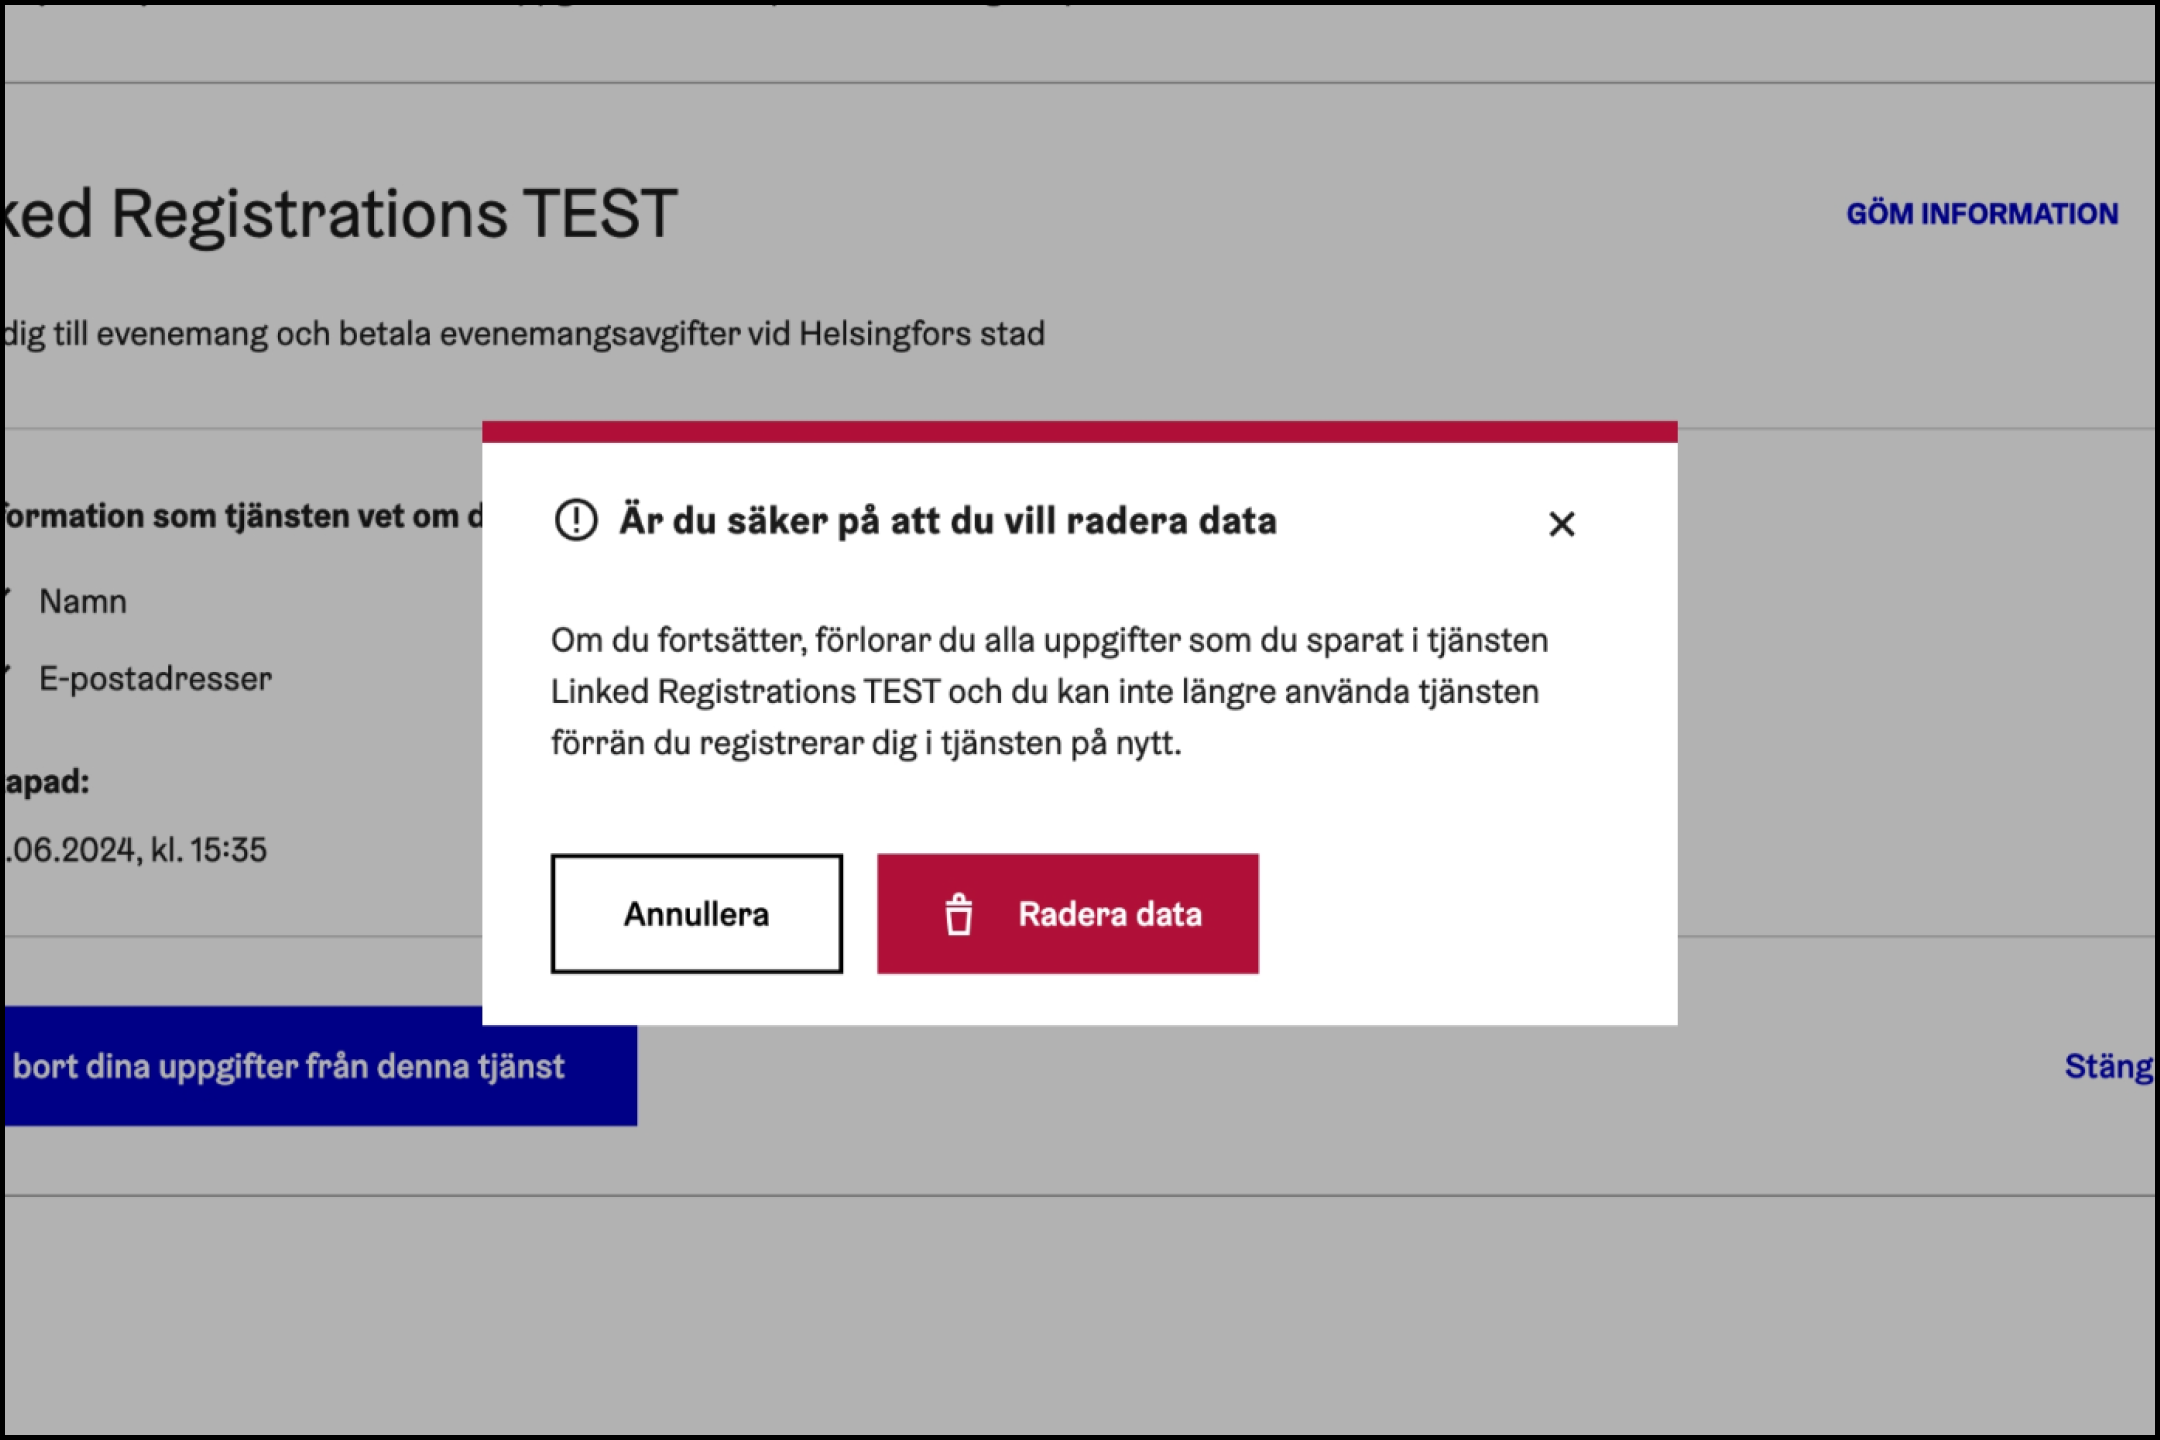 ked Registrations TEST
GÖM INFORMATION
dig till evenemang och betala evenemangsavgifter vid Helsingfors stad
formation som tjänsten vet om d
Namn
E-postadresser
apad:
.06.2024, kl. 15:35
Är du säker på att du vill radera data
Om du fortsätter, förlorar du alla uppgifter som du sparat i tjänsten
Linked Registrations TEST och du kan inte längre använda tjänsten
förrän du registrerar dig i tjänsten på nytt.
Annullera
Radera data
bort dina uppgifter från denna tjänst
Stäng